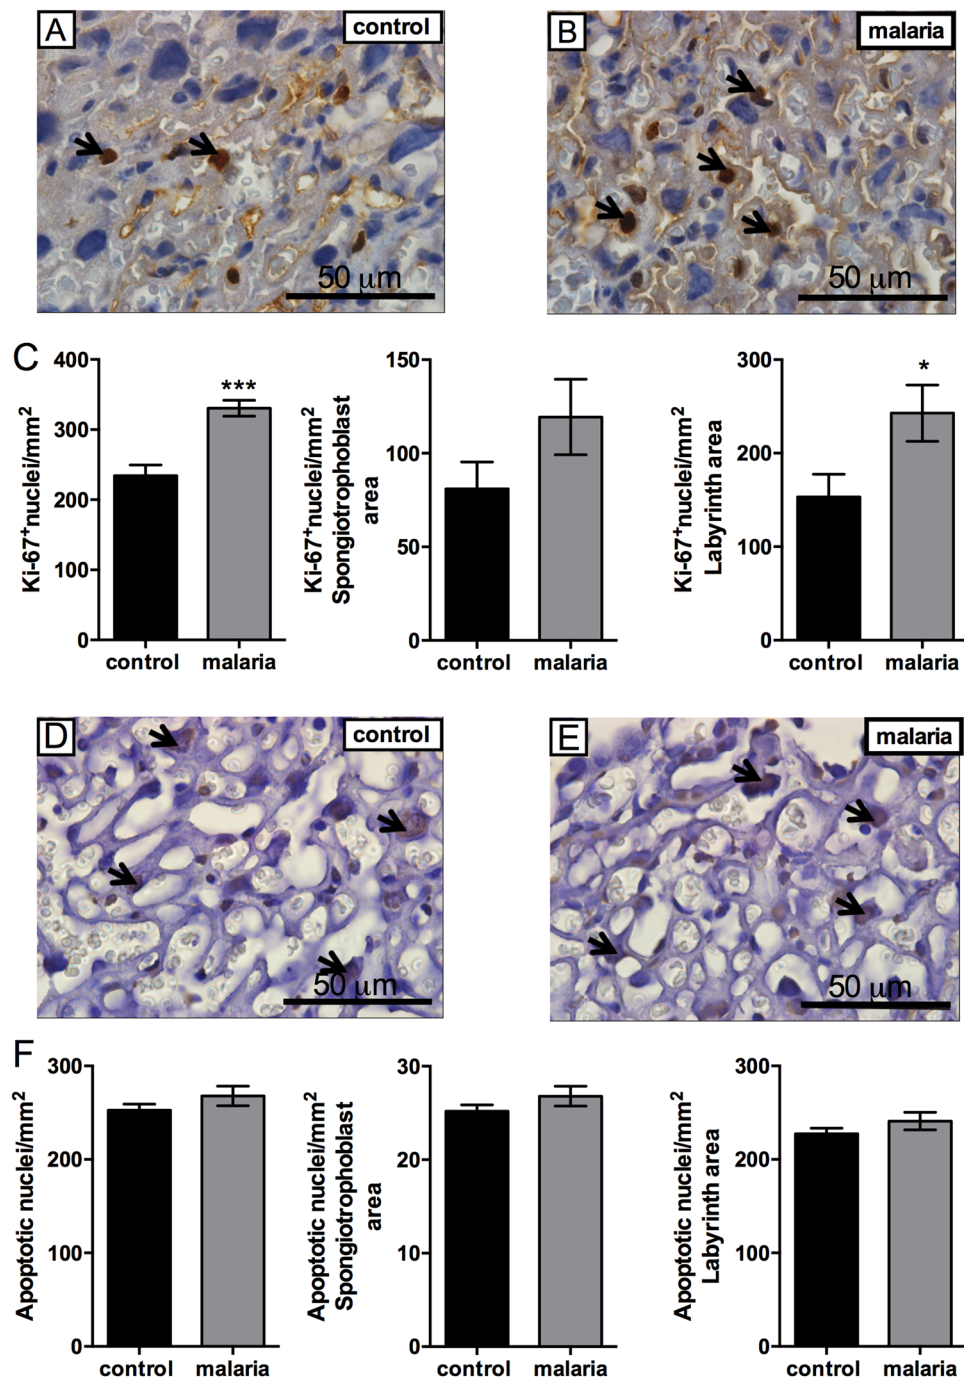 A
control
B
malaria
50 µm
50 µm
C
Ki-67⁺nuclei/mm²
400
300
200
100
0
***
control
malaria
Ki-67⁺nuclei/mm²
Spongiotrophoblast
area
150
100
50
0
control
malaria
Ki-67⁺nuclei/mm²
Labyrinth area
300
200
100
0
*
control
malaria
D
control
E
malaria
50 µm
50 µm
F
Apoptotic nuclei/mm²
300
200
100
0
control
malaria
Apoptotic nuclei/mm²
Spongiotrophoblast
area
30
20
10
0
control
malaria
Apoptotic nuclei/mm²
Labyrinth area
300
200
100
0
control
malaria